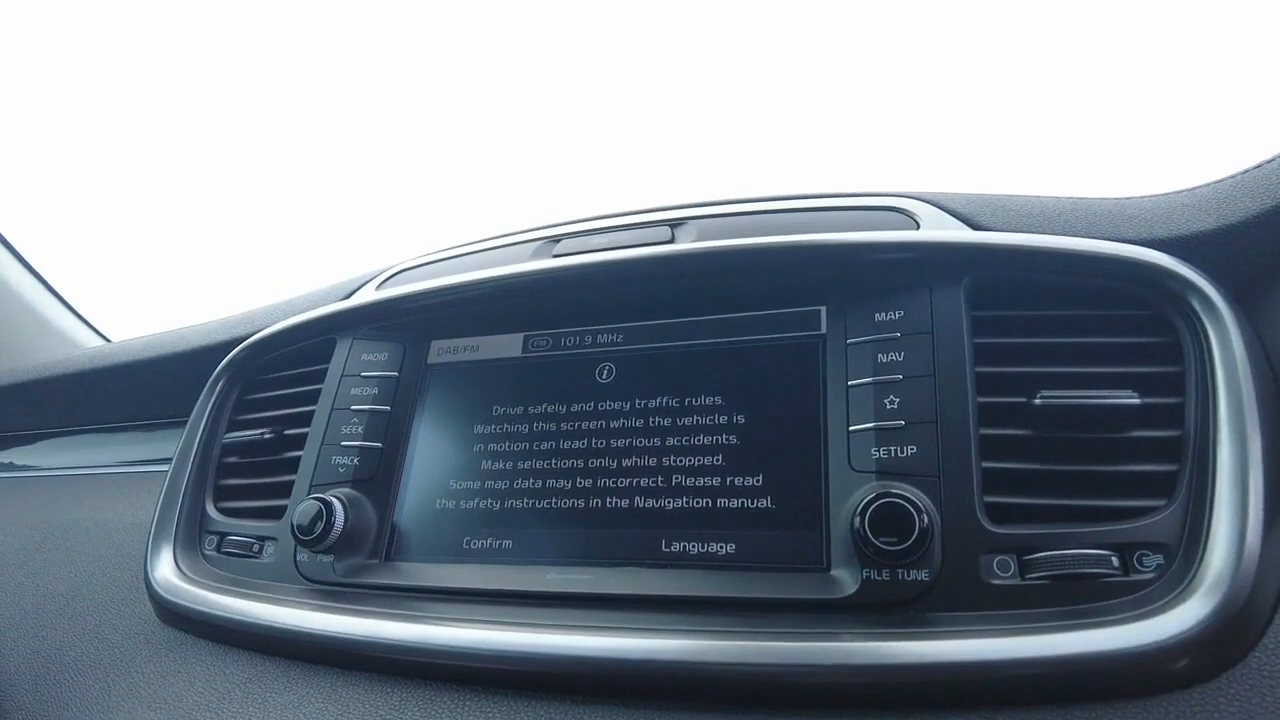 DAB/FM
FM 101.9 MHz
i
Drive safely and obey traffic rules.
Watching this screen while the vehicle is
in motion can lead to serious accidents.
Make selections only while stopped.
Some map data may be incorrect. Please read
the safety instructions in the Navigation manual.
Confirm
Language
RADIO
MEDIA
SEEK
TRACK
VOL PWR
MAP
NAV
SETUP
FILE TUNE